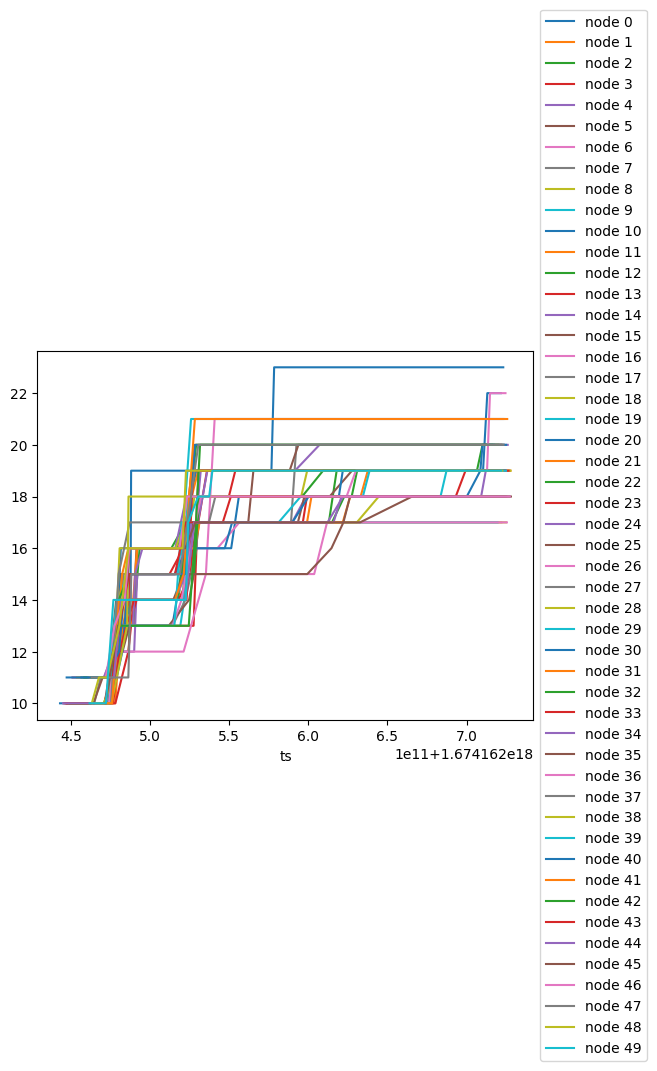 node 0
node 1
node 2
node 3
node 4
node 5
node 6
node 7
node 8
node 9
node 10
node 11
node 12
node 13
node 14
node 15
node 16
node 17
node 18
node 19
node 20
node 21
node 22
node 23
node 24
node 25
node 26
node 27
node 28
node 29
node 30
node 31
node 32
node 33
node 34
node 35
node 36
node 37
node 38
node 39
node 40
node 41
node 42
node 43
node 44
node 45
node 46
node 47
node 48
node 49
22
20
18
16
14
12
10
4.5 5.0 5.5 6.0 6.5 7.0
1e11+1.674162e18
ts